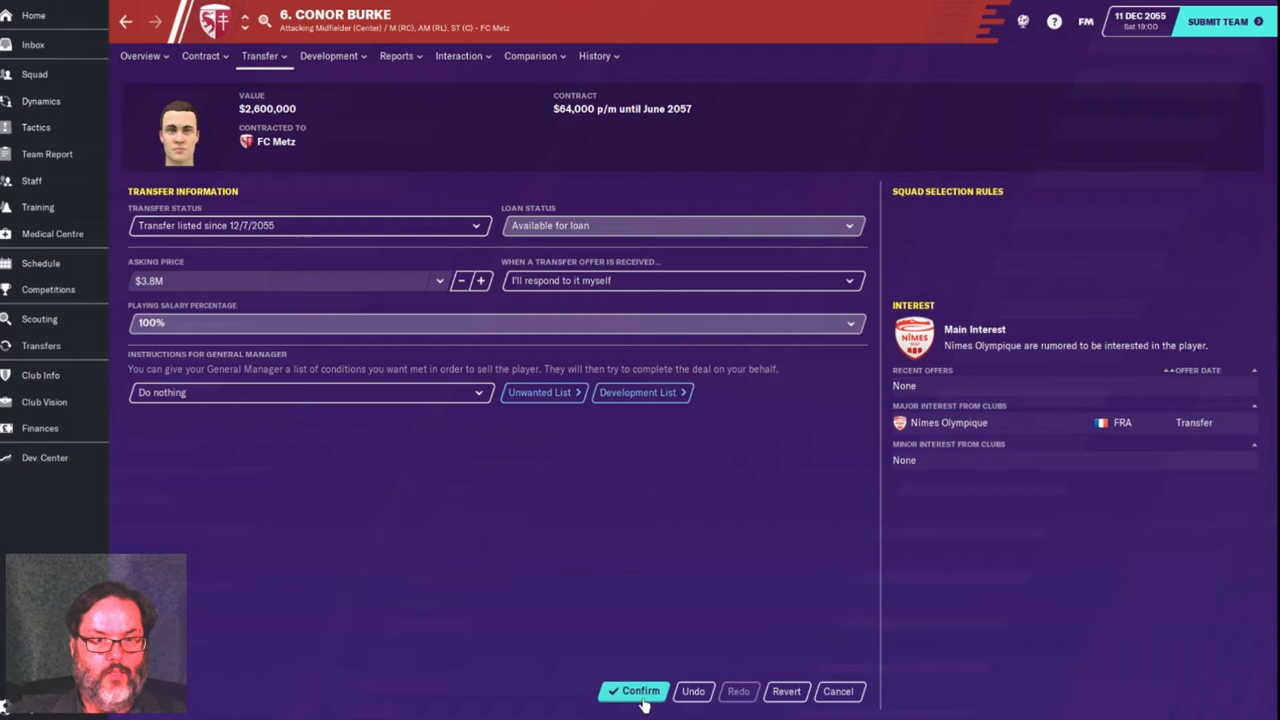 Home
Inbox
Squad
Dynamics
Tactics
Team Report
Staff
Training
Medical Centre
Schedule
Competitions
Scouting
Transfers
Club Info
Club Vision
Finances
Dev. Center
6. CONOR BURKE
Attacking Midfielder (Center) / M (RC), AM (RL), ST (C) - FC Metz
?
FM
11 DEC 2055
Sat 19:00
SUBMIT TEAM
Overview
Contract
Transfer
Development
Reports
Interaction
Comparison
History
VALUE
$2,600,000
CONTRACTED TO
FC Metz
CONTRACT
$64,000 p/m until June 2057
TRANSFER INFORMATION
TRANSFER STATUS
Transfer listed since 12/7/2055
LOAN STATUS
Available for loan
ASKING PRICE
$3.8M
- +
WHEN A TRANSFER OFFER IS RECEIVED...
I'll respond to it myself
PLAYING SALARY PERCENTAGE
100%
INSTRUCTIONS FOR GENERAL MANAGER
You can give your General Manager a list of conditions you want met in order to sell the player. They will then try to complete the deal on your behalf.
Do nothing
Unwanted List >
Development List >
SQUAD SELECTION RULES
INTEREST
NÎMES
Main Interest
Nîmes Olympique are rumored to be interested in the player.
RECENT OFFERS
OFFER DATE
None
MAJOR INTEREST FROM CLUBS
Nîmes Olympique
FRA
Transfer
MINOR INTEREST FROM CLUBS
None
Confirm
Undo
Redo
Revert
Cancel